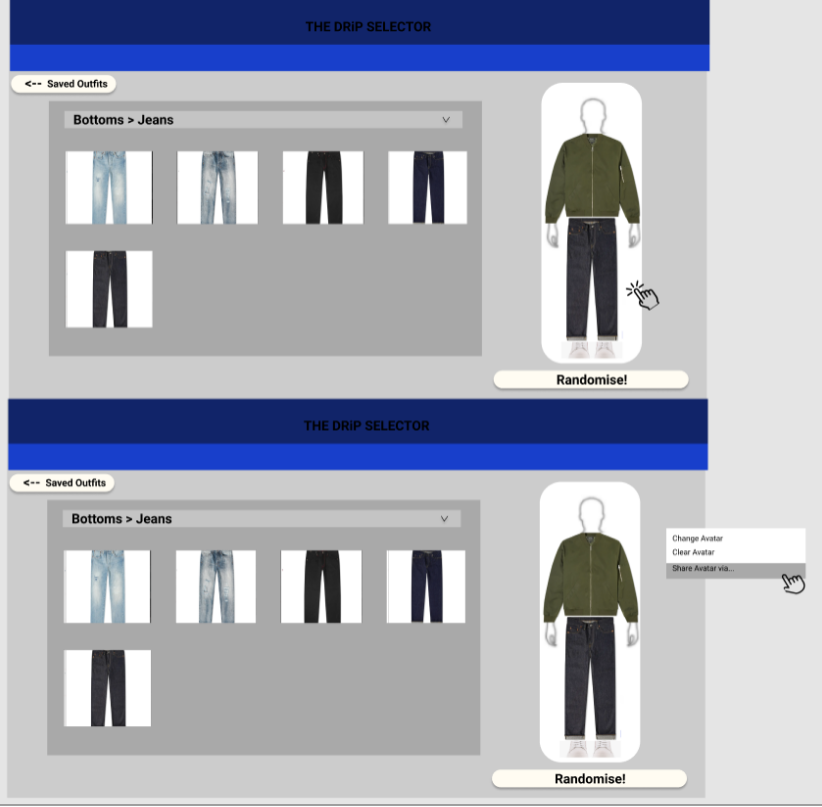 THE DRiP SELECTOR
<-- Saved Outfits
Bottoms > Jeans
Randomise!
THE DRiP SELECTOR
<-- Saved Outfits
Bottoms > Jeans
Change Avatar
Clear Avatar
Share Avatar via...
Randomise!